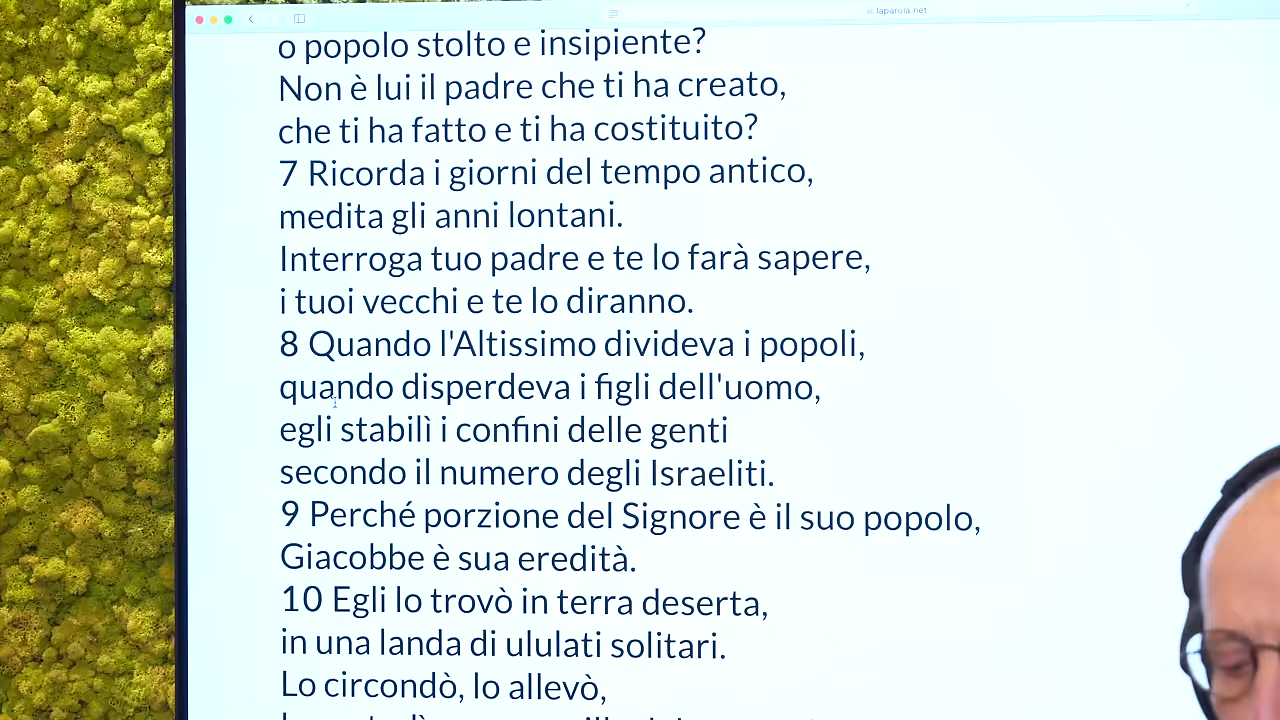 laparola.net
o popolo stolto e insipiente?
Non è lui il padre che ti ha creato,
che ti ha fatto e ti ha costituito?
7 Ricorda i giorni del tempo antico,
medita gli anni lontani.
Interroga tuo padre e te lo farà sapere,
i tuoi vecchi e te lo diranno.
8 Quando l'Altissimo divideva i popoli,
quando disperdeva i figli dell'uomo,
egli stabilì i confini delle genti
secondo il numero degli Israeliti.
9 Perché porzione del Signore è il suo popolo,
Giacobbe è sua eredità.
10 Egli lo trovò in terra deserta,
in una landa di ululati solitari.
Lo circondò, lo allevò,